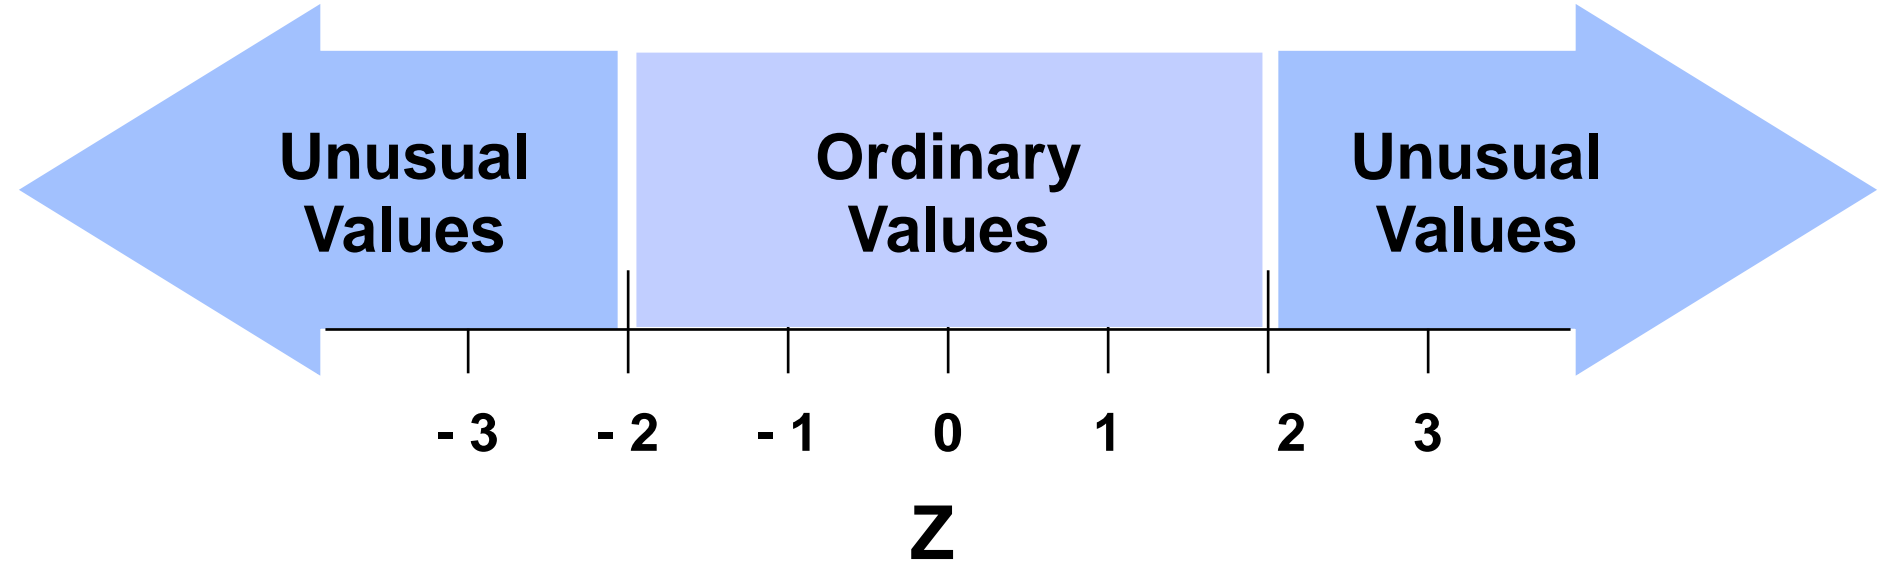 Unusual Values
Ordinary Values
Unusual Values
- 3 - 2 - 1 0 1 2 3
Z